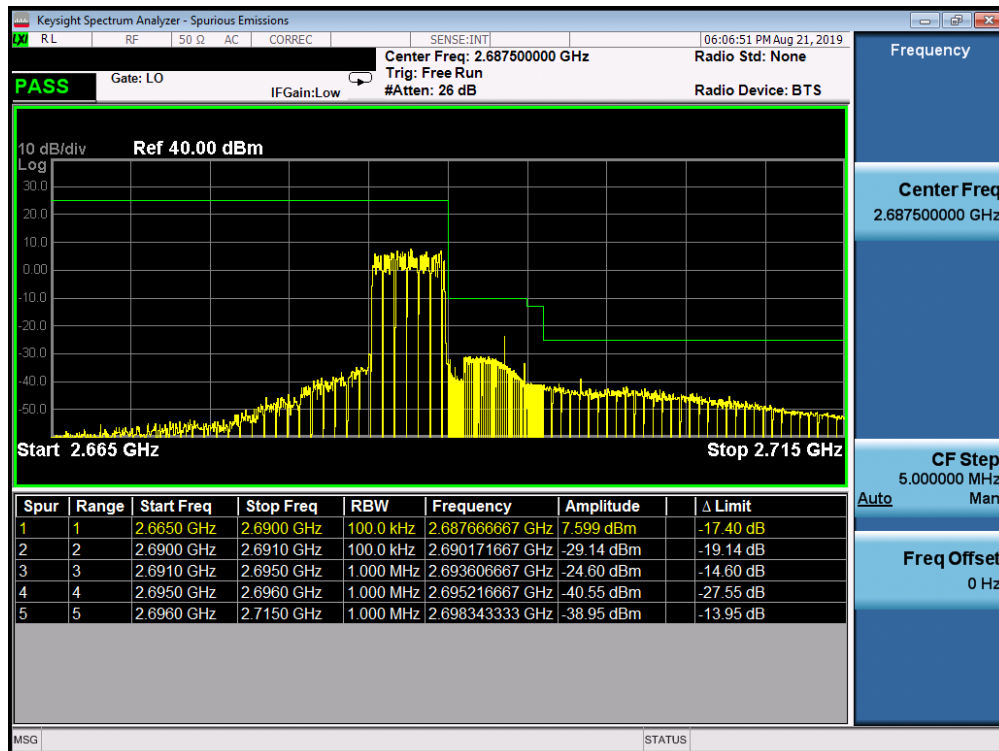 Keysight Spectrum Analyzer - Spurious Emissions
LXI RL RF 50 Ω AC CORREC SENSE:INT 06:06:51 PM Aug 21, 2019
Center Freq: 2.687500000 GHz Radio Std: None
PASS Gate: LO Trig: Free Run
IFGain:Low #Atten: 26 dB Radio Device: BTS
10 dB/div Ref 40.00 dBm
Log
30.0
20.0
10.0
0.00
-10.0
-20.0
-30.0
-40.0
-50.0
Start 2.665 GHz Stop 2.715 GHz
Spur Range Start Freq Stop Freq RBW Frequency Amplitude Δ Limit
1 1 2.6650 GHz 2.6900 GHz 100.0 kHz 2.687666667 GHz 7.599 dBm -17.40 dB
2 2 2.6900 GHz 2.6910 GHz 100.0 kHz 2.690171667 GHz -29.14 dBm -19.14 dB
3 3 2.6910 GHz 2.6950 GHz 1.000 MHz 2.693606667 GHz -24.60 dBm -14.60 dB
4 4 2.6950 GHz 2.6960 GHz 1.000 MHz 2.695216667 GHz -40.55 dBm -27.55 dB
5 5 2.6960 GHz 2.7150 GHz 1.000 MHz 2.698343333 GHz -38.95 dBm -13.95 dB
MSG STATUS
Frequency
Center Freq
2.687500000 GHz
CF Step
5.000000 MHz
Auto Man
Freq Offset
0 Hz